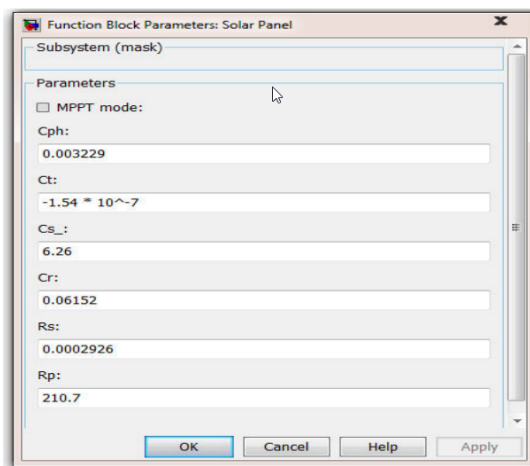 Function Block Parameters: Solar Panel
Subsystem (mask)
Parameters
MPPT mode:
Cph:
0.003229
Ct:
-1.54 * 10^-7
Cs_:
6.26
Cr:
0.06152
Rs:
0.0002926
Rp:
210.7
OK Cancel Help Apply